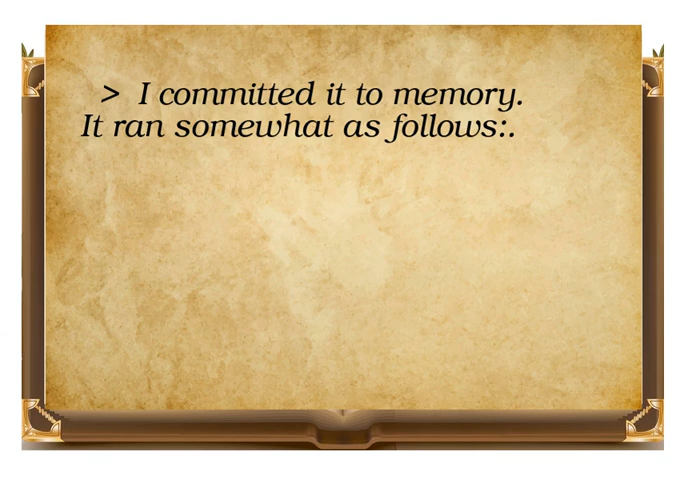 > I committed it to memory.
It ran somewhat as follows:.